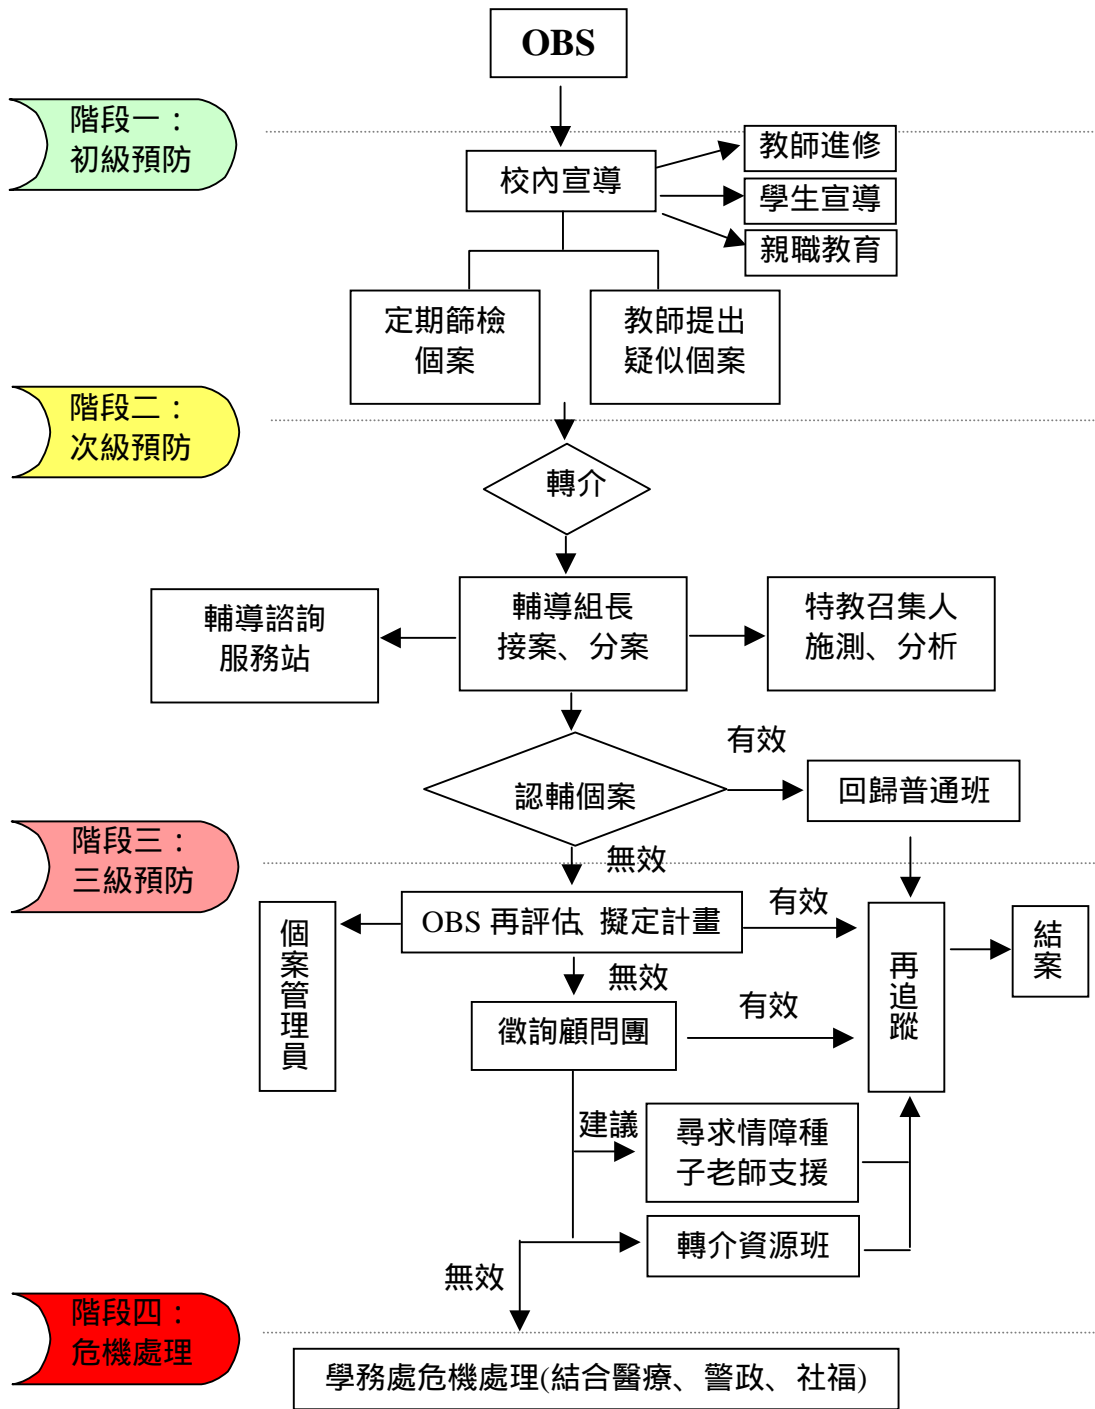 OBS
階段一：
初級預防
校內宣導
教師進修
學生宣導
親職教育
定期篩檢
個案
教師提出
疑似個案
階段二：
次級預防
轉介
輔導諮詢
服務站
輔導組長
接案、分案
特教召集人
施測、分析
有效
認輔個案
回歸普通班
階段三：
三級預防
無效
個案管理員
OBS 再評估、擬定計畫
有效
再追蹤
結案
無效
徵詢顧問團
有效
建議
尋求情障種
子老師支援
轉介資源班
無效
階段四：
危機處理
學務處危機處理(結合醫療、警政、社福)